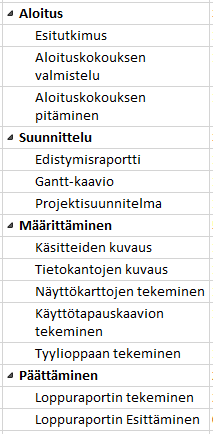 Aloitus
Esitutkimus
Aloituskokouksen
valmistelu
Aloituskokouksen
pitäminen
Suunnittelu
Edistymisraportti
Gantt-kaavio
Projektisuunnitelma
Määrittäminen
Käsitteiden kuvaus
Tietokantojen kuvaus
Näyttökarttojen tekeminen
Käyttötapauskaavion
tekeminen
Tyylioppaan tekeminen
Päättäminen
Loppuraportin tekeminen
Loppuraportin Esittäminen